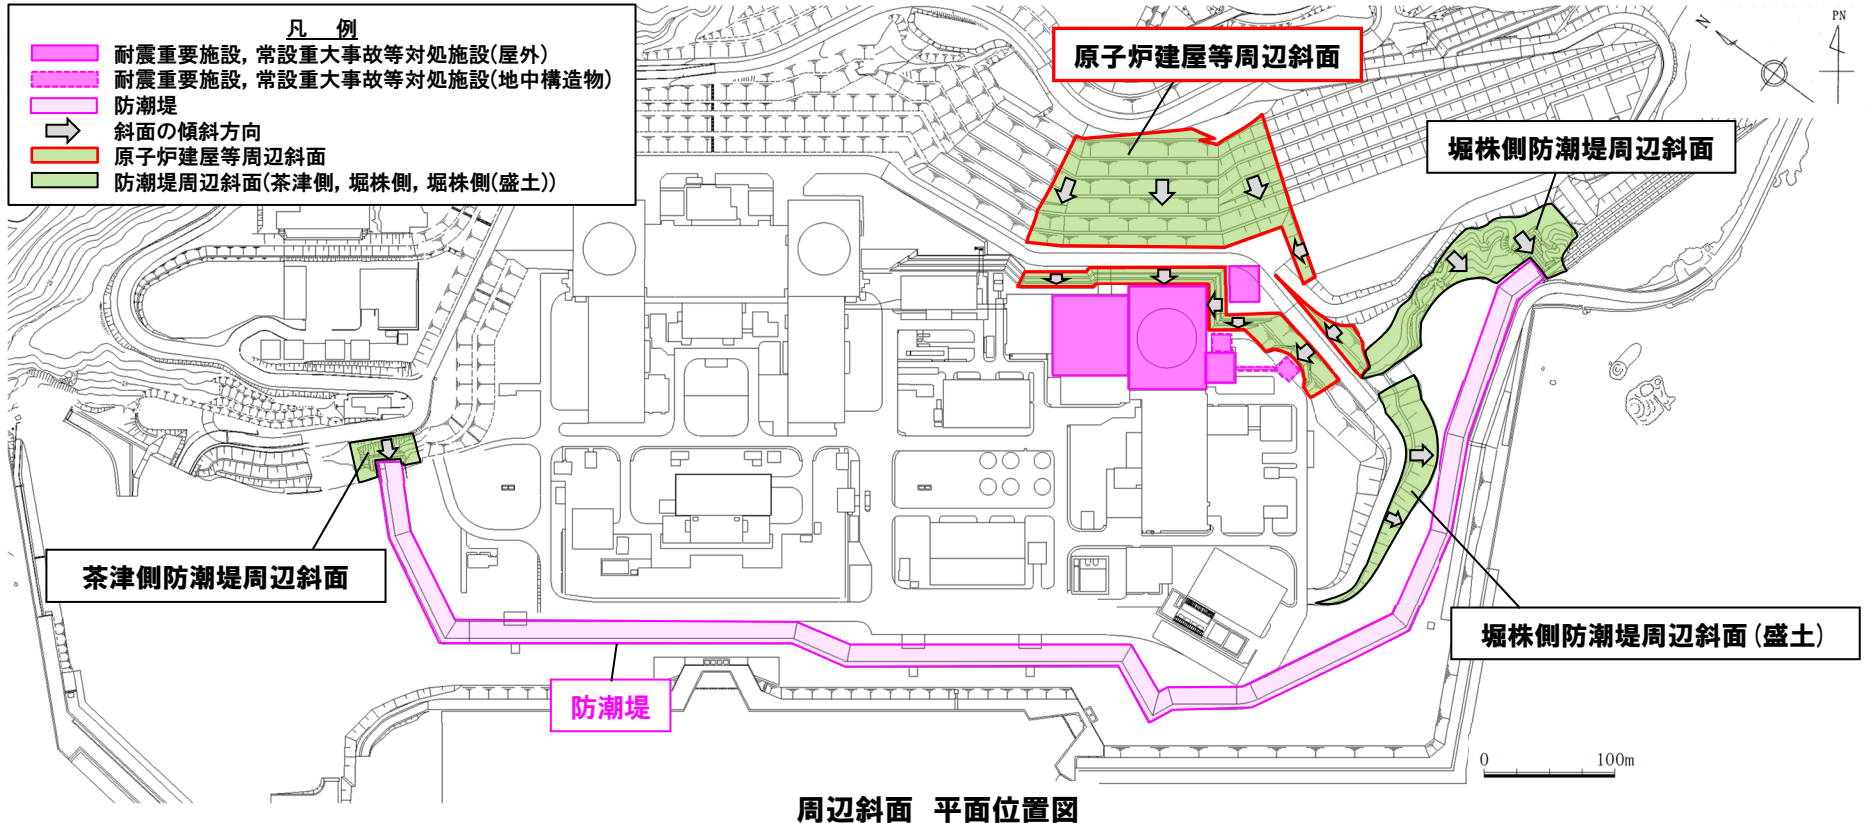 凡 例
耐震重要施設，常設重大事故等対処施設(屋外)
耐震重要施設，常設重大事故等対処施設(地中構造物)
防潮堤
斜面の傾斜方向
原子炉建屋等周辺斜面
防潮堤周辺斜面(茶津側，堀株側，堀株側(盛土))
原子炉建屋等周辺斜面
N
PN
堀株側防潮堤周辺斜面
茶津側防潮堤周辺斜面
堀株側防潮堤周辺斜面(盛土)
防潮堤
0 100m
周辺斜面 平面位置図